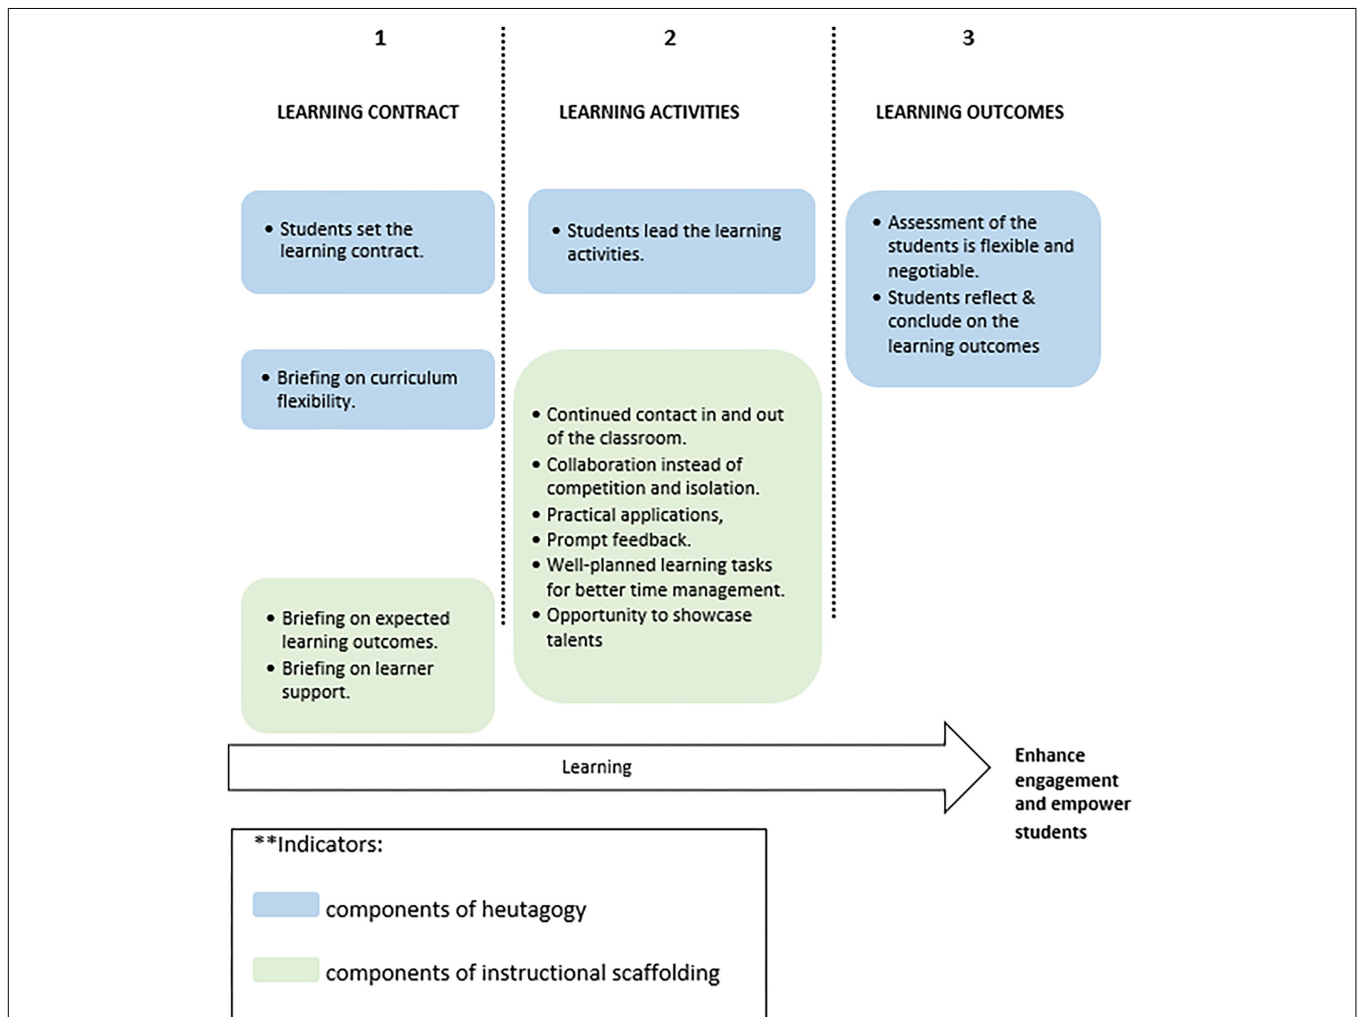 1
LEARNING CONTRACT
• Students set the
learning contract.
• Briefing on curriculum
flexibility.
• Briefing on expected
learning outcomes.
• Briefing on learner
support.
2
LEARNING ACTIVITIES
• Students lead the learning
activities.
• Continued contact in and out
of the classroom.
• Collaboration instead of
competition and isolation.
• Practical applications,
• Prompt feedback.
• Well-planned learning tasks
for better time management.
• Opportunity to showcase
talents
3
LEARNING OUTCOMES
• Assessment of the
students is flexible and
negotiable.
• Students reflect &
conclude on the
learning outcomes
Learning
Enhance
engagement
and empower
students
**Indicators:
components of heutagogy
components of instructional scaffolding